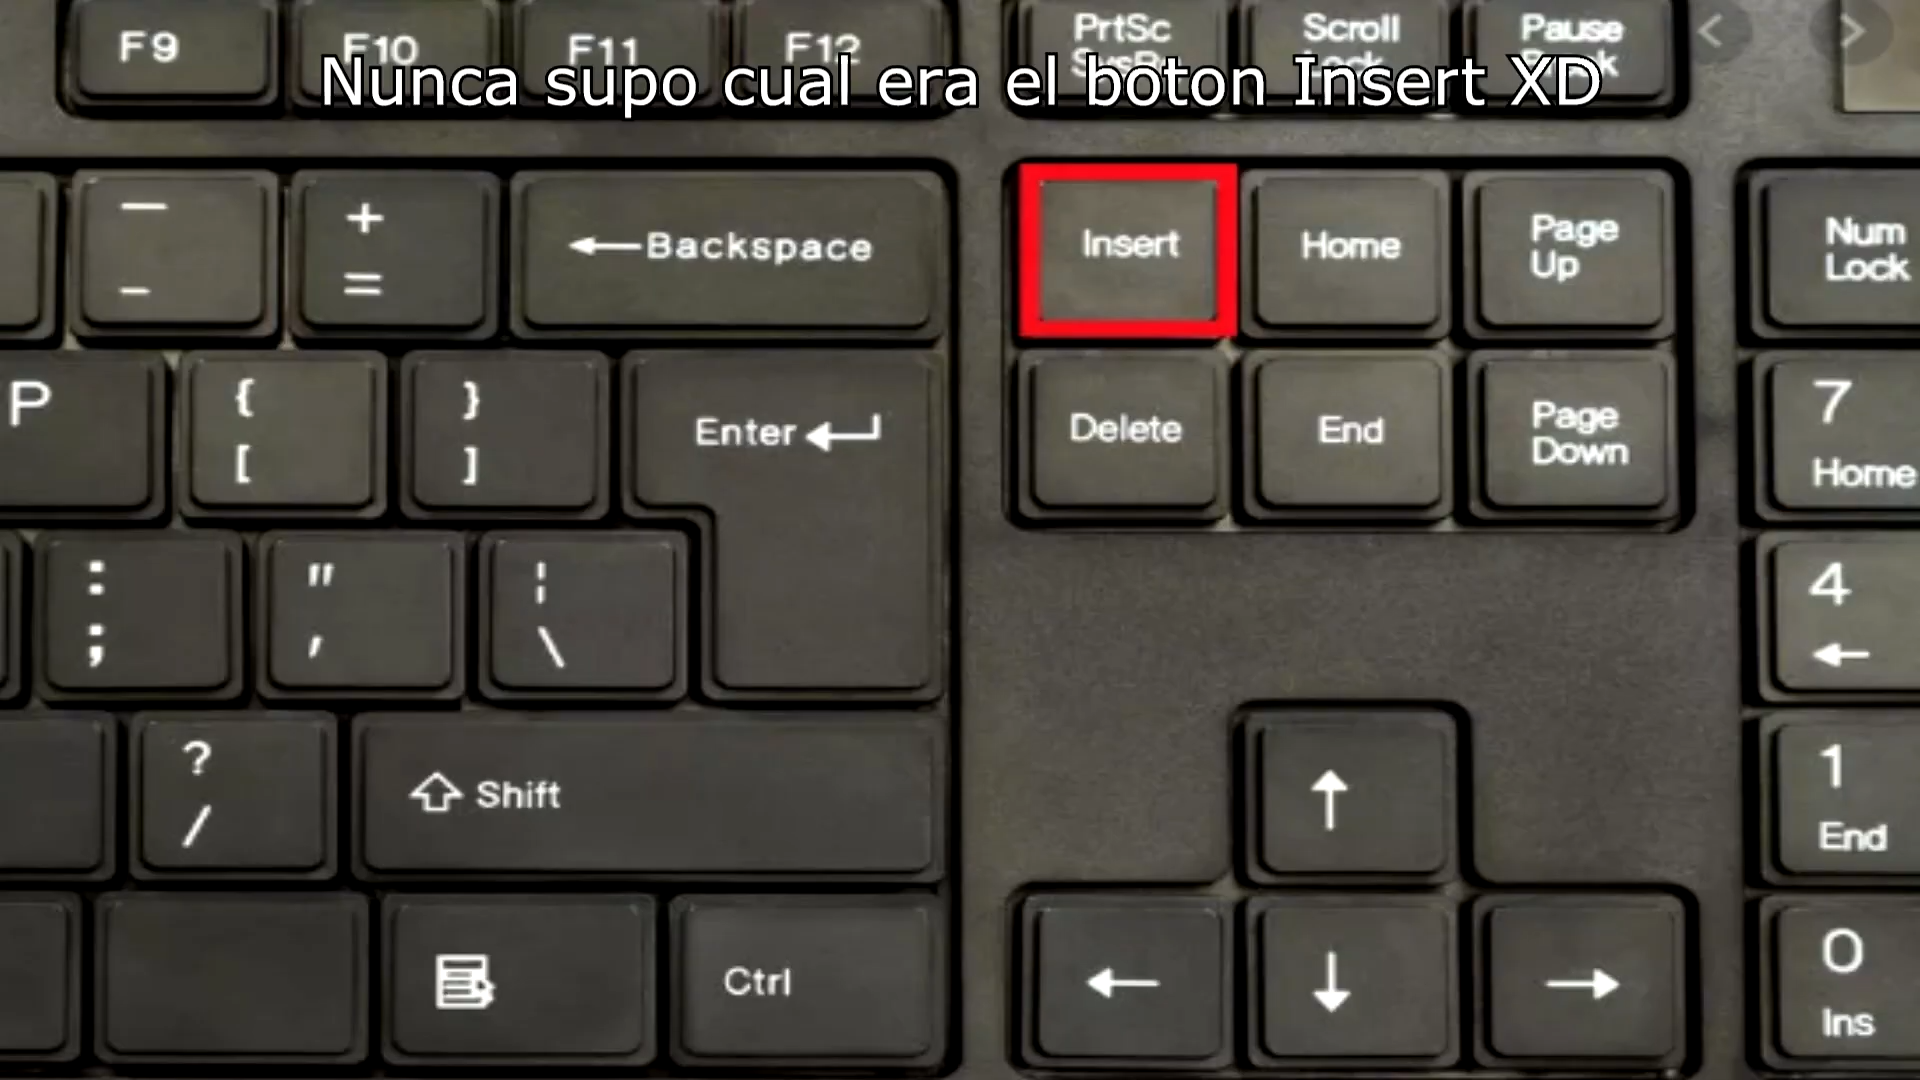 F9 F10 F11 F12 PrtSc Scroll Pause
Nunca supo cual era el boton Insert XD
— + ←Backspace Insert Home Page Up Num Lock
- =
P { } Enter Delete End Page Down 7 Home
[ ]
: " ¦ 4 ←
; ' \
? Shift ↑ 1 End
/
Ctrl ← ↓ → 0 Ins